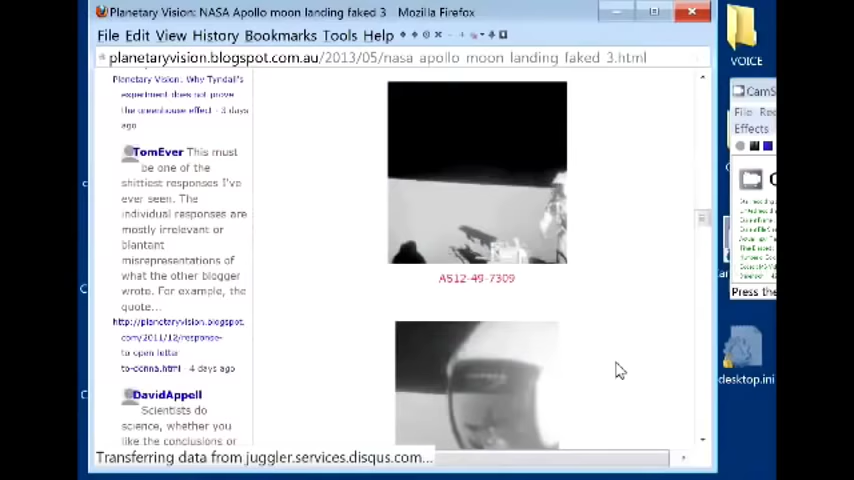 Planetary Vision: NASA Apollo moon landing faked 3   Mozilla Firefox
File Edit View History Bookmarks Tools Help
planetaryvision.blogspot.com.au/2013/05/nasa apollo moon landing faked 3.html
Planetary Vision: Why Tyndall's
experiment does not prove
the greenhouse effect - 3 days
ago
TomEver This must
be one of the
shittiest responses I've
ever seen. The
individual responses are
mostly irrelevant or
blantant
misrepresentations of
what the other blogger
wrote. For example, the
quote...
http://planetaryvision.blogspot.
com/2011/12/response-
to open letter
to-donna.html - 4 days ago
DavidAppell
Scientists do
science, whether you
like the conclusions or
AS12-49-7309
Transferring data from juggler.services.disqus.com...
VOICE
CamS
File Rec
Effects
Press the
desktop.ini